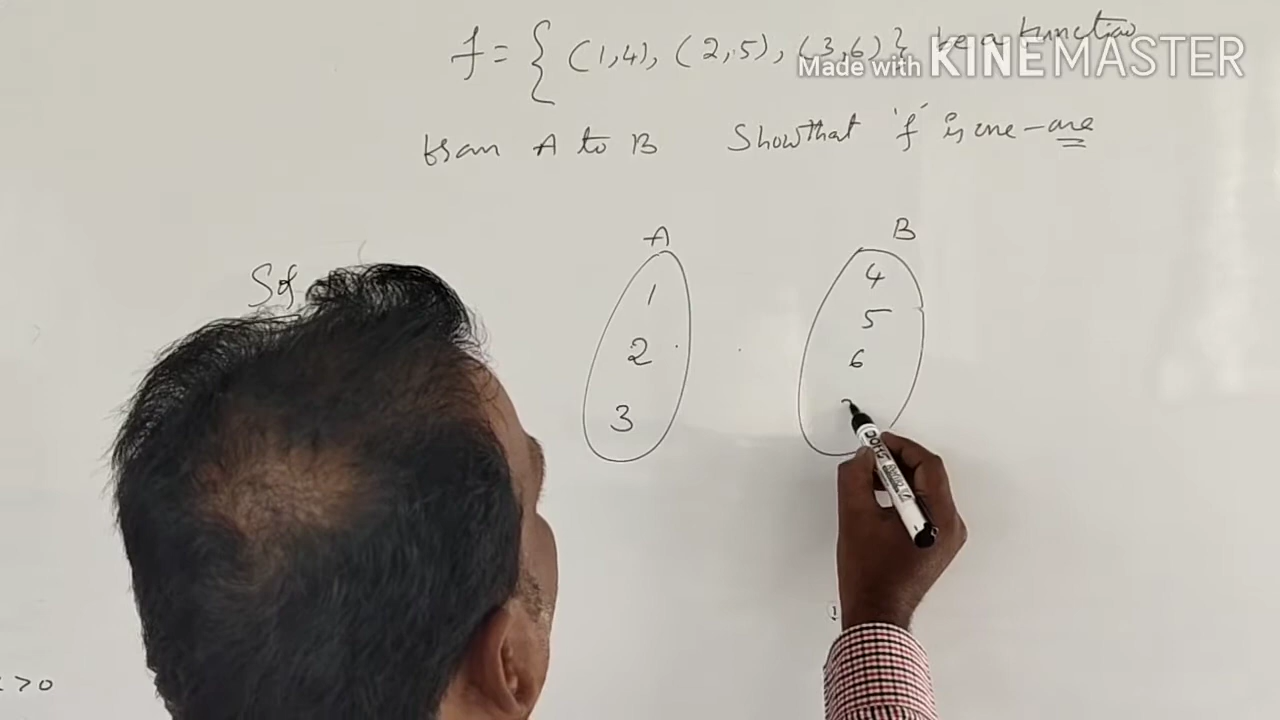 f = { (1,4), (2,5), (3,6) } be a function
Made with KINEMASTER
from A to B Show that 'f' is one-one
A B
Sol
1 4
2 5
3 6
> 0